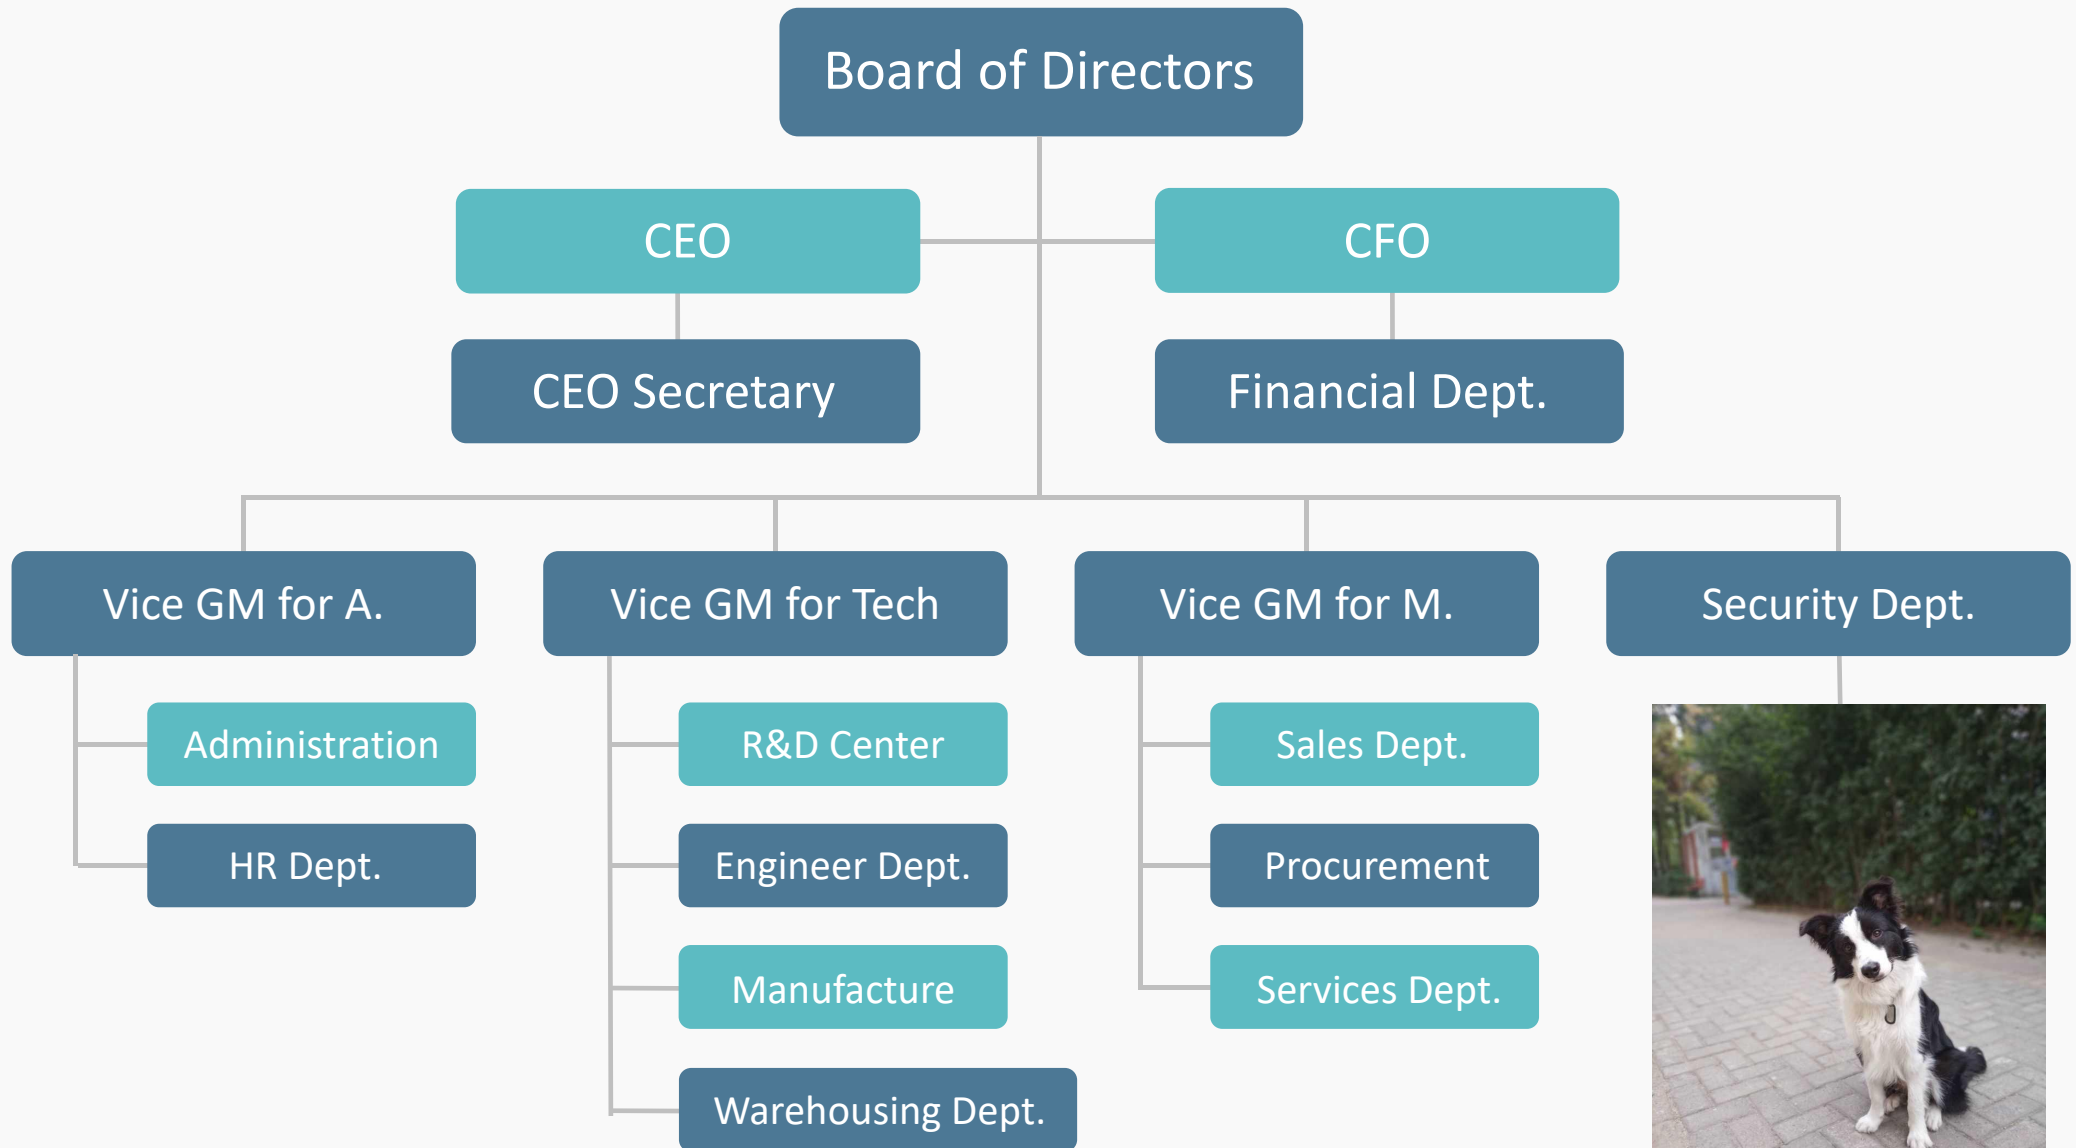 Board of Directors
CEO
CFO
CEO Secretary
Financial Dept.
Vice GM for A.
Vice GM for Tech
Vice GM for M.
Security Dept.
Administration
R&D Center
Sales Dept.
HR Dept.
Engineer Dept.
Procurement
Manufacture
Services Dept.
Warehousing Dept.